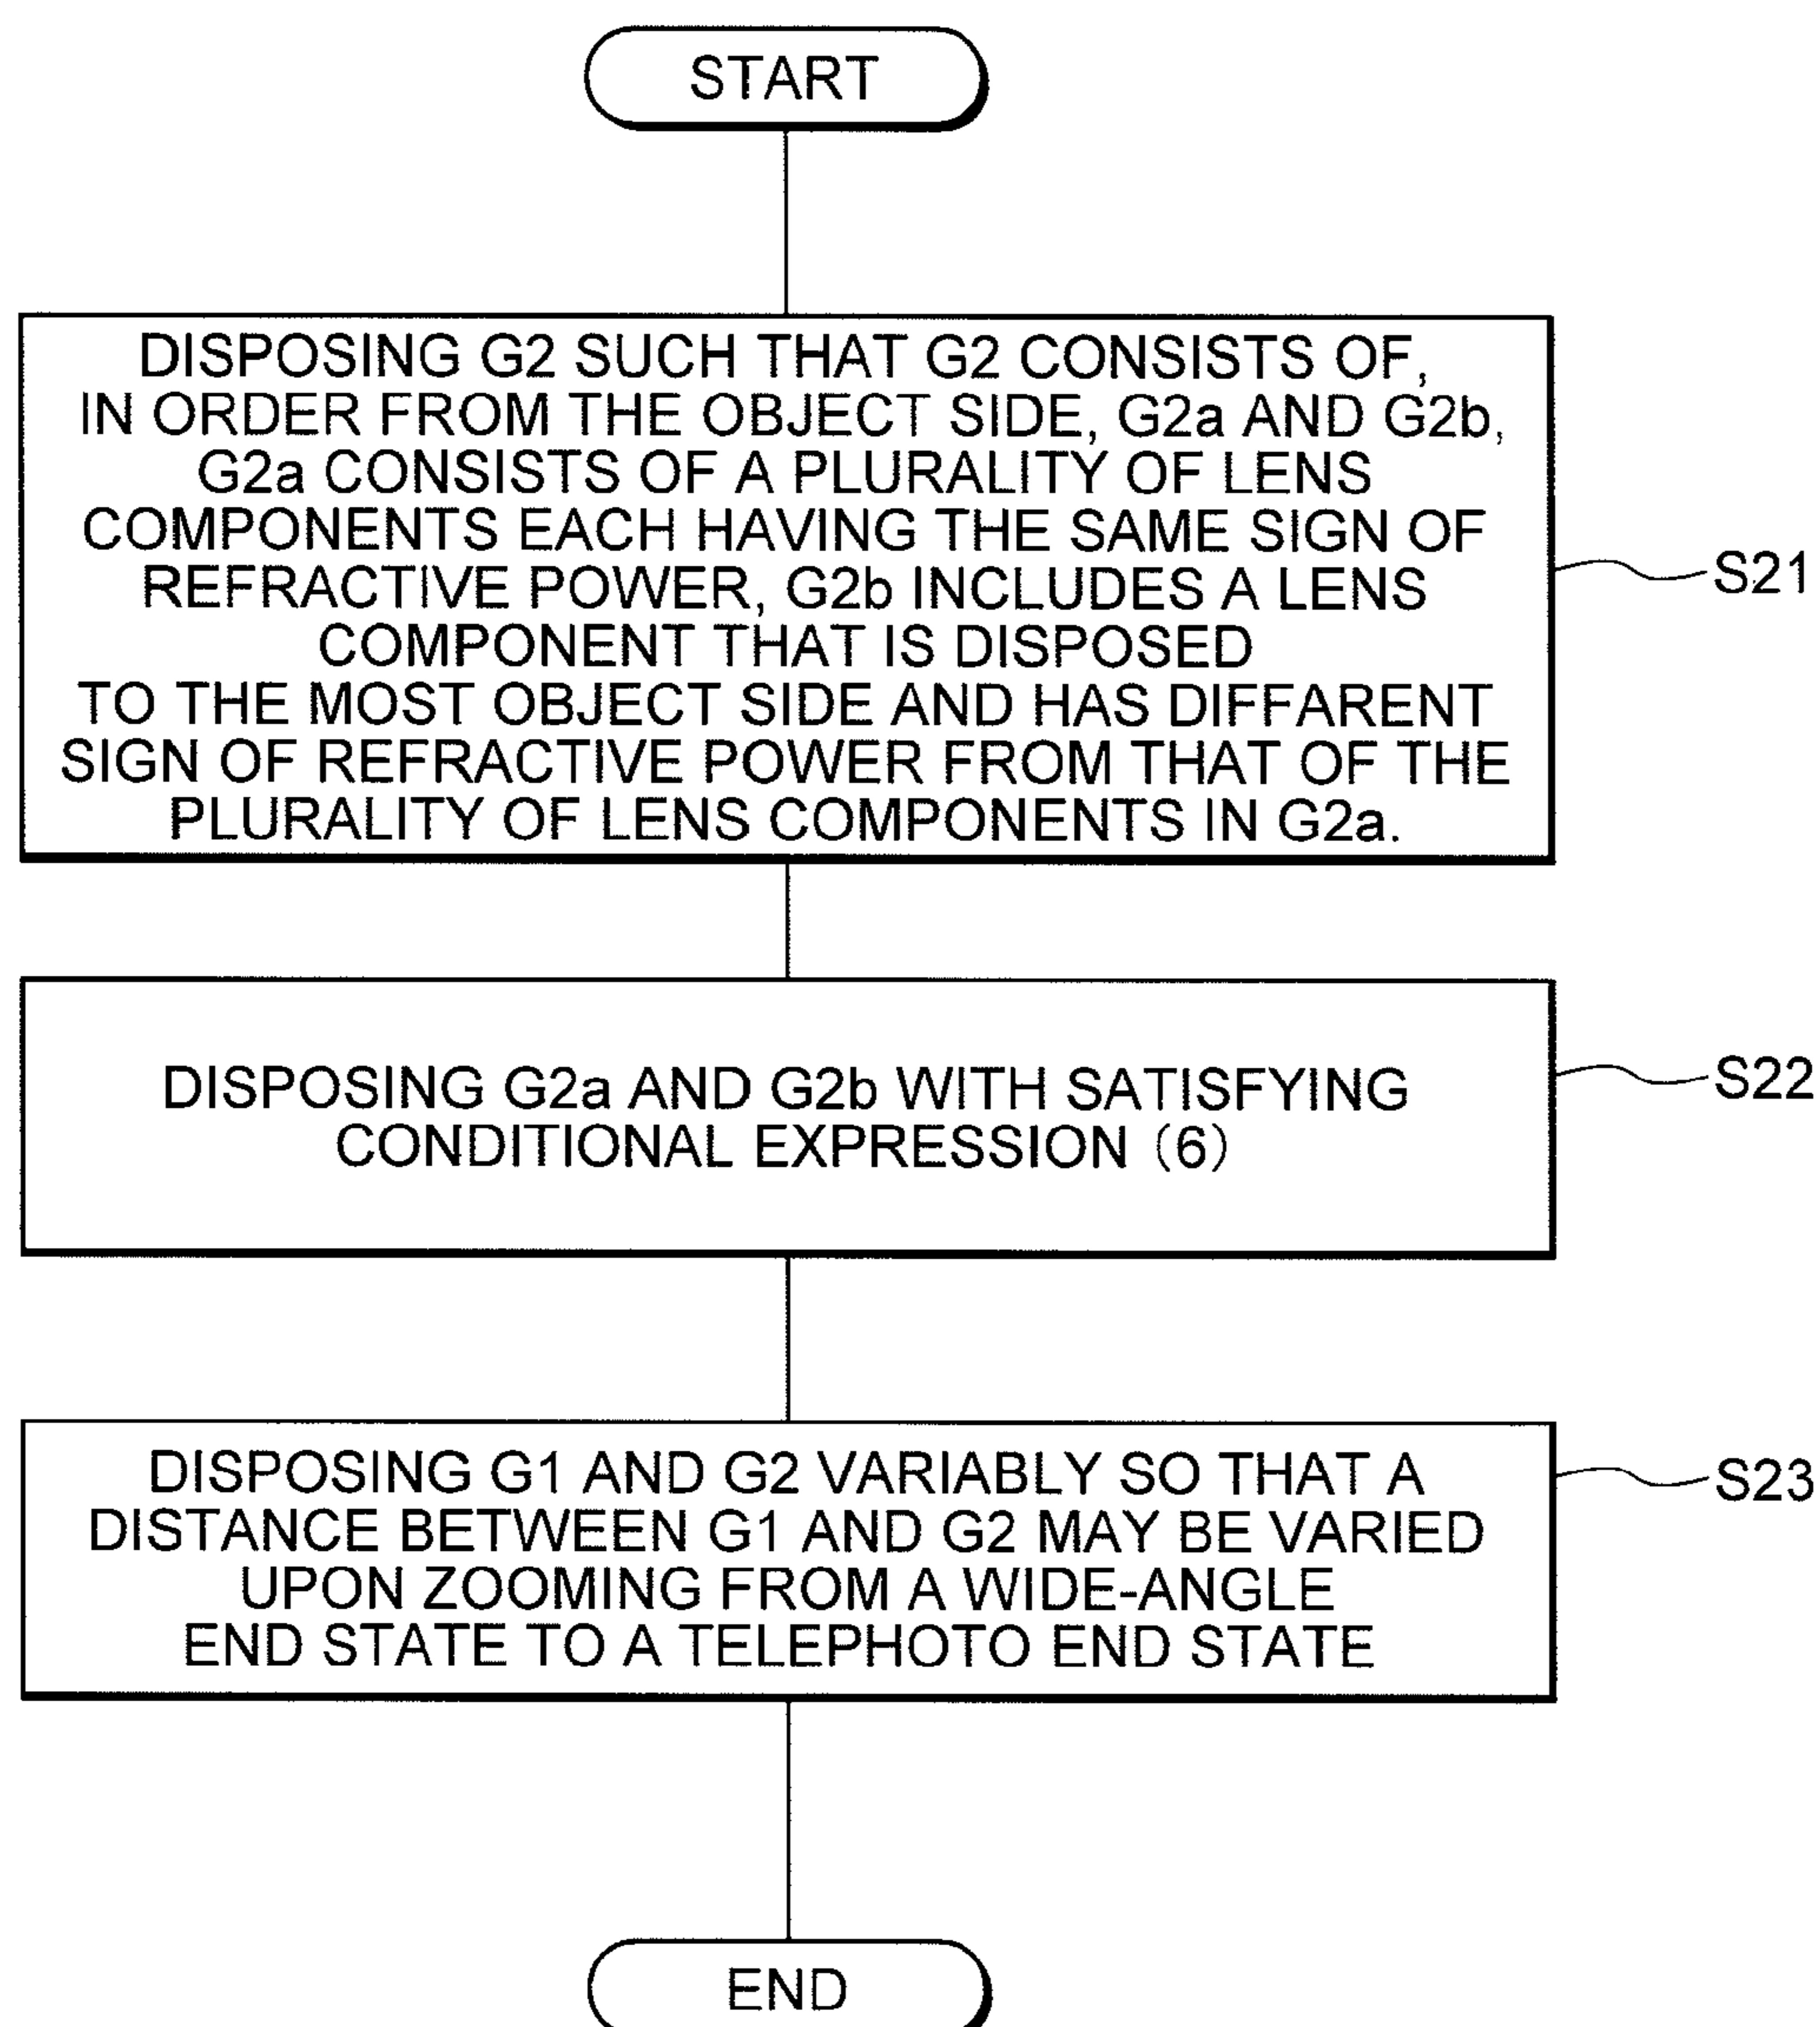 START
DISPOSING G2 SUCH THAT G2 CONSISTS OF,
IN ORDER FROM THE OBJECT SIDE, G2a AND G2b,
G2a CONSISTS OF A PLURALITY OF LENS
COMPONENTS EACH HAVING THE SAME SIGN OF
REFRACTIVE POWER, G2b INCLUDES A LENS
COMPONENT THAT IS DISPOSED
TO THE MOST OBJECT SIDE AND HAS DIFFARENT
SIGN OF REFRACTIVE POWER FROM THAT OF THE
PLURALITY OF LENS COMPONENTS IN G2a.
S21
DISPOSING G2a AND G2b WITH SATISFYING
CONDITIONAL EXPRESSION (6)
S22
DISPOSING G1 AND G2 VARIABLY SO THAT A
DISTANCE BETWEEN G1 AND G2 MAY BE VARIED
UPON ZOOMING FROM A WIDE-ANGLE
END STATE TO A TELEPHOTO END STATE
S23
END